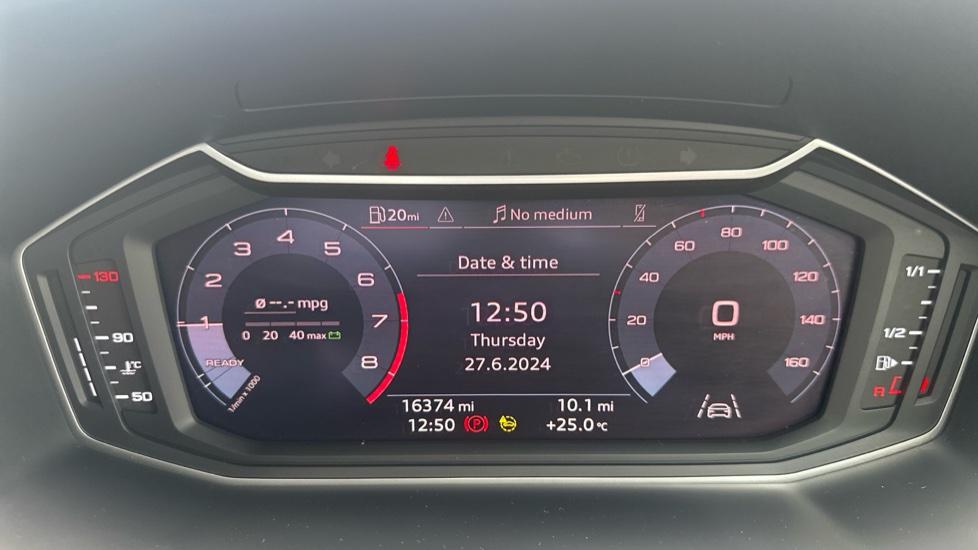 20mi
No medium
Date & time
12:50
Thursday
27.6.2024
16374 mi 10.1 mi
12:50 P +25.0 °C
1 2 3 4 5 6 7 8
Ø --.- mpg
0 20 40 max
READY
1/min x 1000
0 20 40 60 80 100 120 140 160
0
MPH
130
90
°C
50
1/1
1/2
R